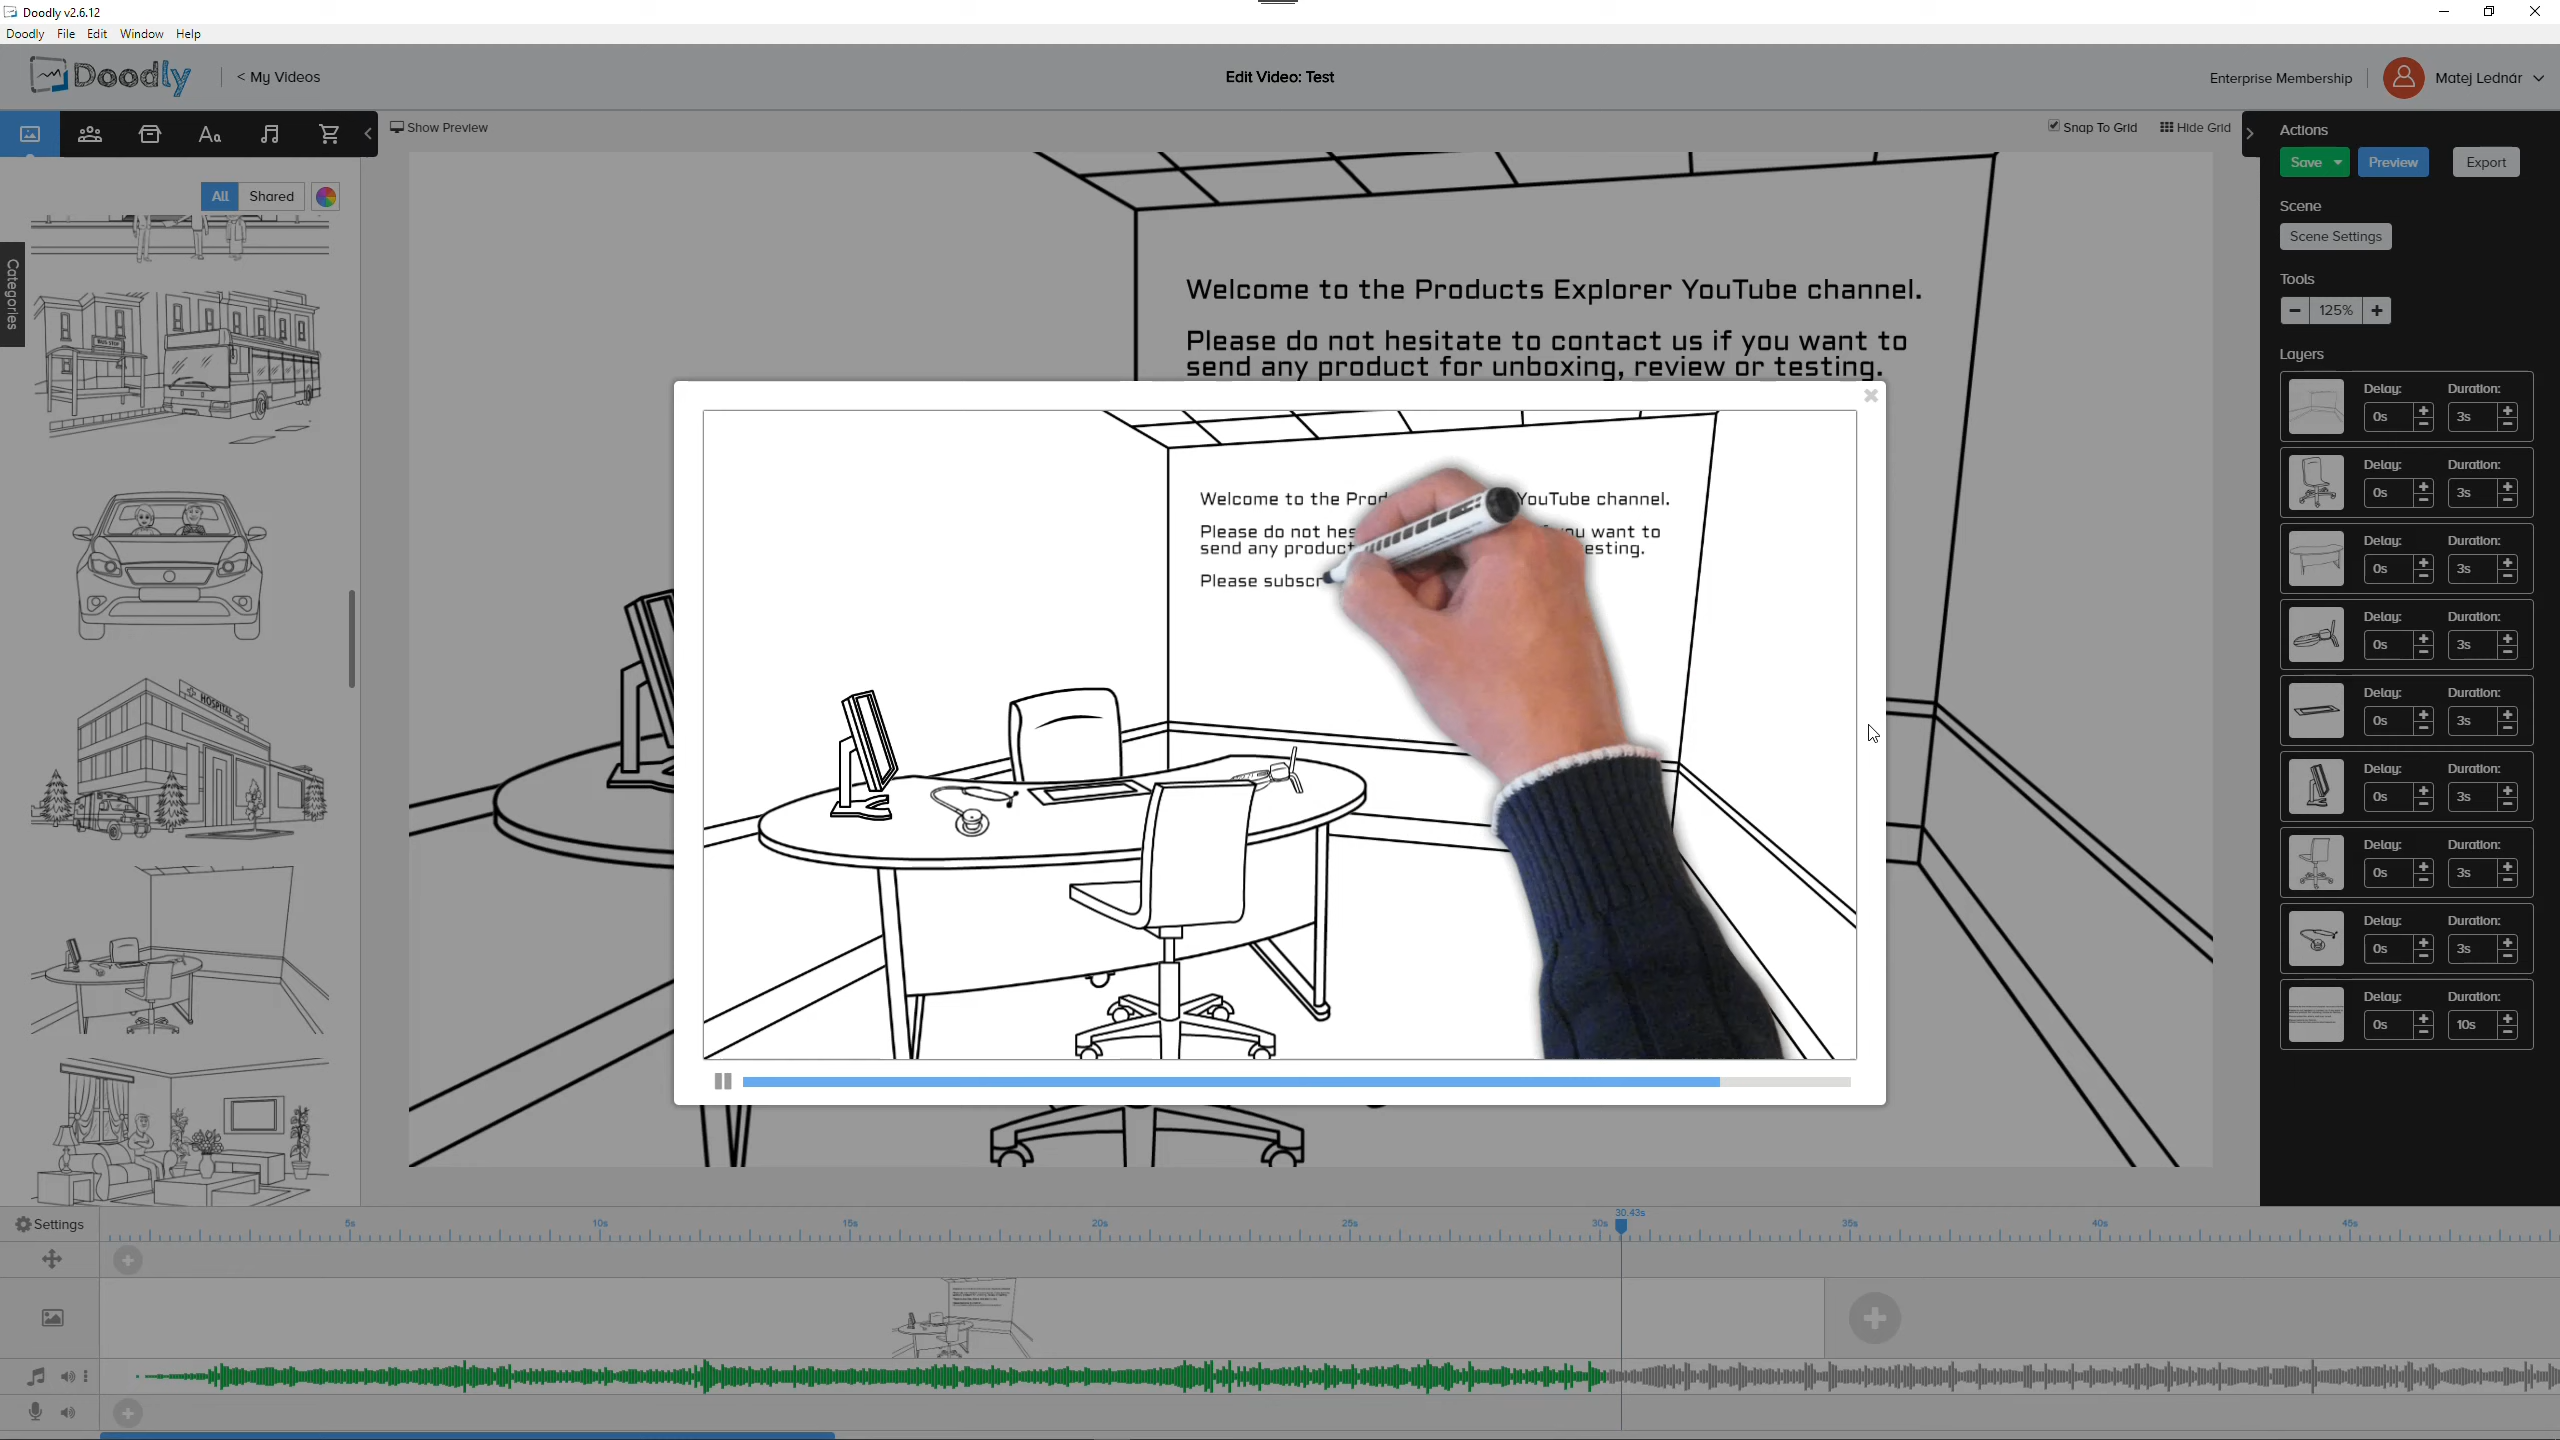 Doodly v2.6.12
Doodly File Edit Window Help
Doodly
< My Videos
Edit Video: Test
Enterprise Membership
Matej Lednár
Show Preview
Snap To Grid
Hide Grid
All
Shared
Categories
BUS STOP
HOSPITAL
Welcome to the Products Explorer YouTube channel.
Please do not hesitate to contact us if you want to
send any product for unboxing, review or testing.
Welcome to the Prod YouTube channel.
Please do not hes you want to
send any product esting.
Please subscr
Actions
Save
Preview
Export
Scene
Scene Settings
Tools
125%
Layers
Delay: Duration:
0s 3s
Delay: Duration:
0s 3s
Delay: Duration:
0s 3s
Delay: Duration:
0s 3s
Delay: Duration:
0s 3s
Delay: Duration:
0s 3s
Delay: Duration:
0s 3s
Delay: Duration:
0s 3s
Delay: Duration:
0s 10s
Settings
5s 10s 15s 20s 25s 30s 30.43s 35s 40s 45s